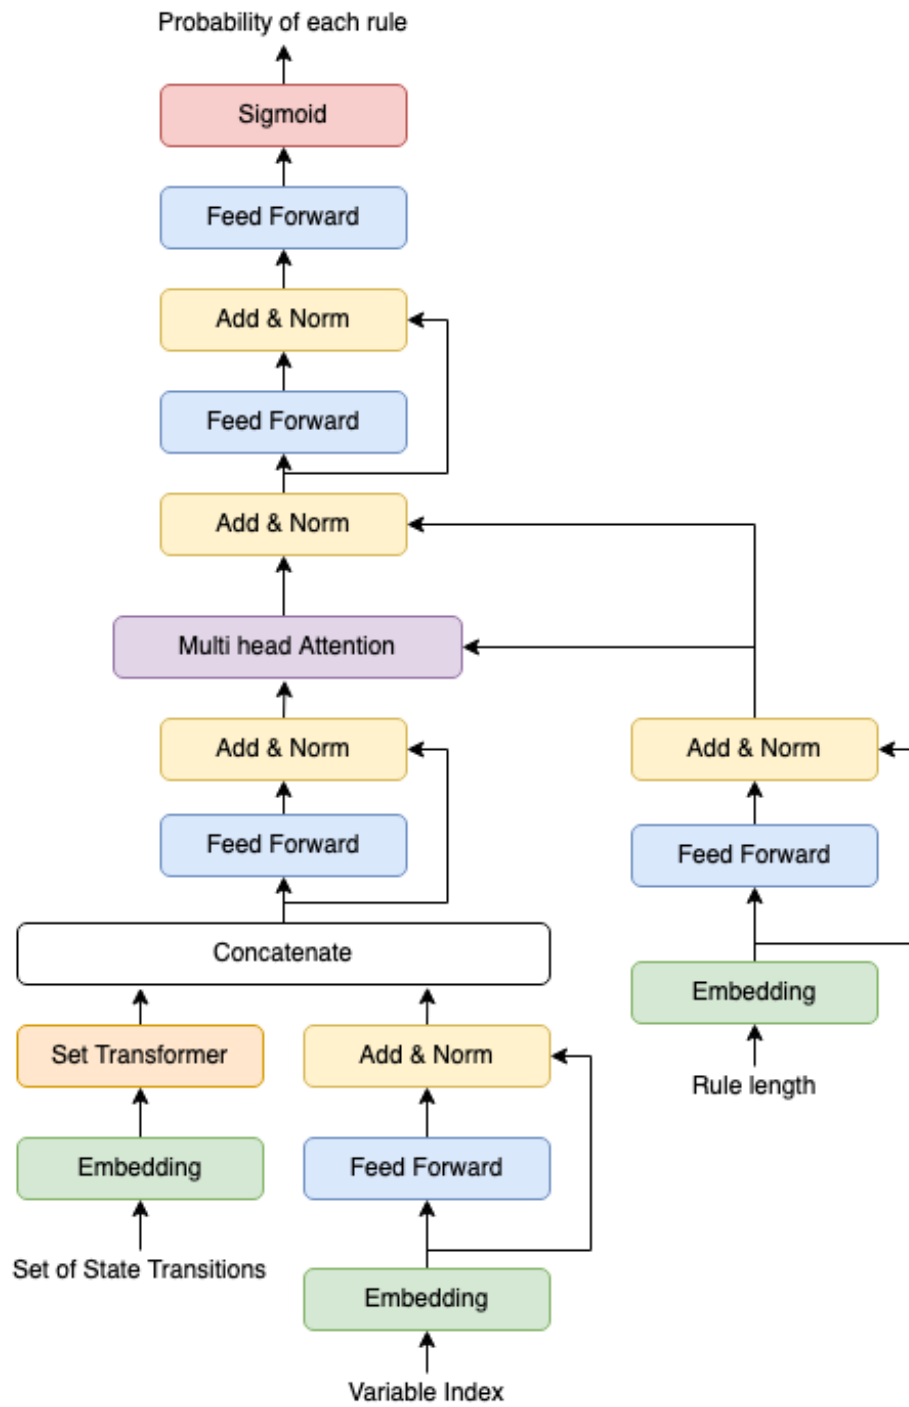 Probability of each rule
Sigmoid
Feed Forward
Add & Norm
Feed Forward
Add & Norm
Multi head Attention
Add & Norm
Add & Norm
Feed Forward
Feed Forward
Concatenate
Embedding
Set Transformer
Add & Norm
Rule length
Embedding
Feed Forward
Set of State Transitions
Embedding
Variable Index